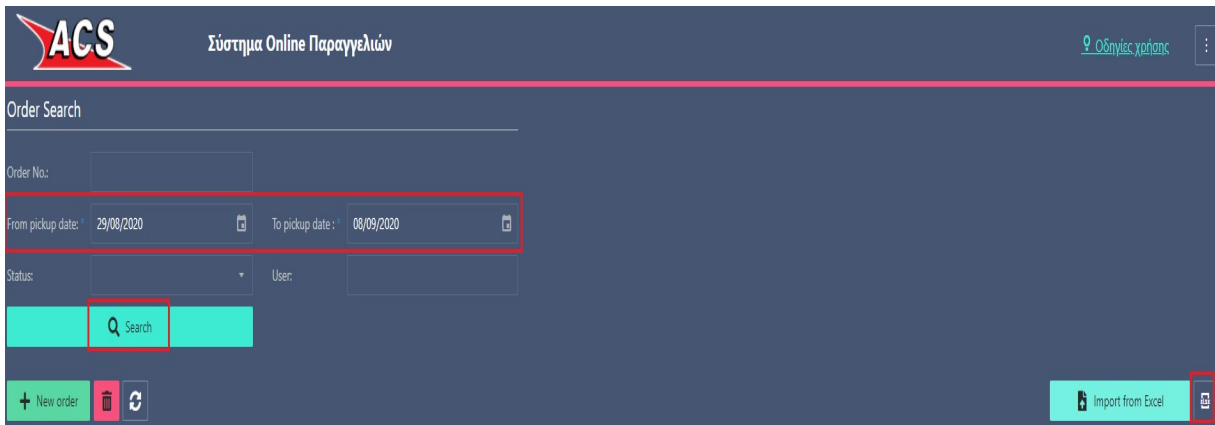 ACS
Σύστημα Online Παραγγελιών
Οδηγίες χρήσης
Order Search
Order No.:
From pickup date: * 29/08/2020 To pickup date : * 08/09/2020
Status: User:
Search
+ New order Import from Excel